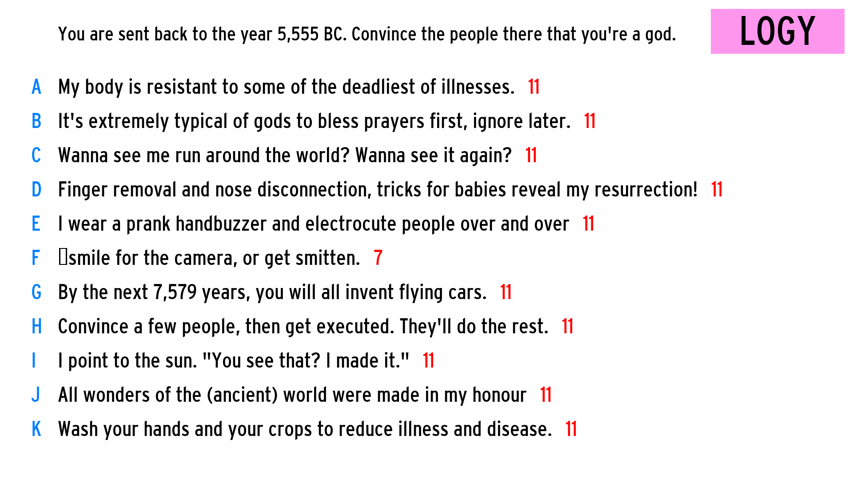 You are sent back to the year 5,555 BC. Convince the people there that you're a god.
LOGY
A My body is resistant to some of the deadliest of illnesses. 11
B It's extremely typical of gods to bless prayers first, ignore later. 11
C Wanna see me run around the world? Wanna see it again? 11
D Finger removal and nose disconnection, tricks for babies reveal my resurrection! 11
E I wear a prank handbuzzer and electrocute people over and over 11
F smile for the camera, or get smitten. 7
G By the next 7,579 years, you will all invent flying cars. 11
H Convince a few people, then get executed. They'll do the rest. 11
I I point to the sun. "You see that? I made it." 11
J All wonders of the (ancient) world were made in my honour 11
K Wash your hands and your crops to reduce illness and disease. 11